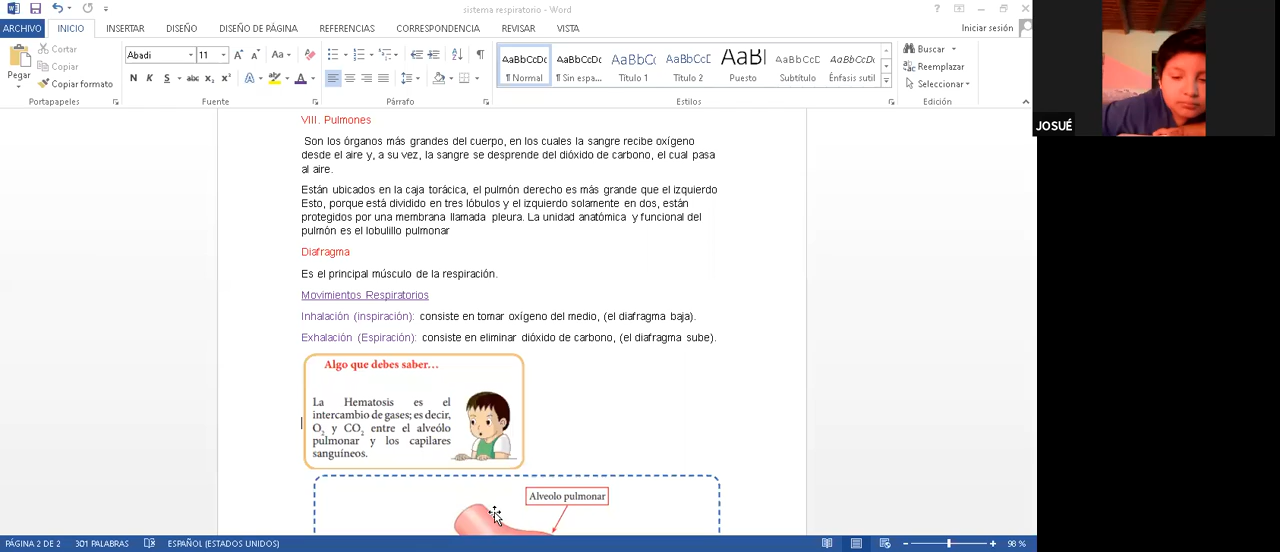 sistema respiratorio - Word
ARCHIVO INICIO INSERTAR DISEÑO DISEÑO DE PÁGINA REFERENCIAS CORRESPONDENCIA REVISAR VISTA Iniciar sesión
Pegar
Cortar
Copiar
Copiar formato
Portapapeles
Abadi 11
Fuente
Párrafo
AaBbCcDc AaBbCcDc AaBbCc AaBbCcC AaBl AaBbCcC AaBbCcDc
¶ Normal ¶ Sin espa... Título 1 Título 2 Puesto Subtítulo Énfasis sutil
Estilos
Buscar
Reemplazar
Seleccionar
Edición
VIII. Pulmones
Son los órganos más grandes del cuerpo, en los cuales la sangre recibe oxígeno
desde el aire y, a su vez, la sangre se desprende del dióxido de carbono, el cual pasa
al aire.
Están ubicados en la caja torácica, el pulmón derecho es más grande que el izquierdo
Esto, porque está dividido en tres lóbulos y el izquierdo solamente en dos, están
protegidos por una membrana llamada pleura. La unidad anatómica y funcional del
pulmón es el lobulillo pulmonar
Diafragma
Es el principal músculo de la respiración.
Movimientos Respiratorios
Inhalación (inspiración): consiste en tomar oxígeno del medio, (el diafragma baja).
Exhalación (Espiración): consiste en eliminar dióxido de carbono, (el diafragma sube).
Algo que debes saber...
La Hematosis es el
intercambio de gases; es decir,
O2 y CO2 entre el alveólo
pulmonar y los capilares
sanguíneos.
Alveolo pulmonar
PÁGINA 2 DE 2 301 PALABRAS ESPAÑOL (ESTADOS UNIDOS) 98 %
JOSUÉ